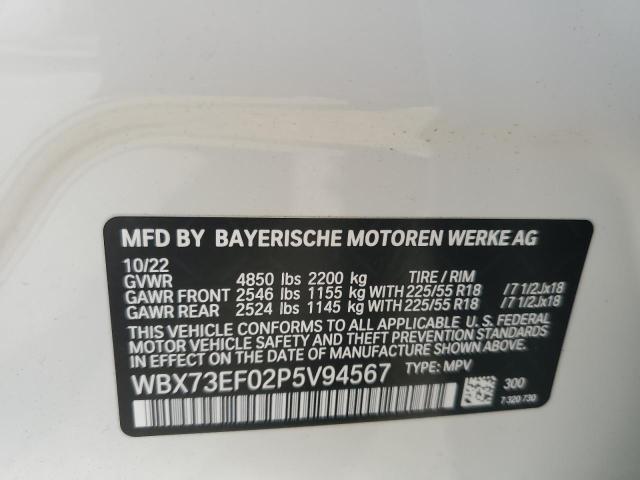 MFD BY BAYERISCHE MOTOREN WERKE AG
10/22
GVWR 4850 lbs 2200 kg TIRE / RIM
GAWR FRONT 2546 lbs 1155 kg WITH 225/55 R18 /7 1/2Jx18
GAWR REAR 2524 lbs 1145 kg WITH 225/55 R18 /7 1/2Jx18
THIS VEHICLE CONFORMS TO ALL APPLICABLE U. S. FEDERAL
MOTOR VEHICLE SAFETY AND THEFT PREVENTION STANDARDS
IN EFFECT ON THE DATE OF MANUFACTURE SHOWN ABOVE.
WBX73EF02P5V94567 TYPE: MPV
300
7 320 730